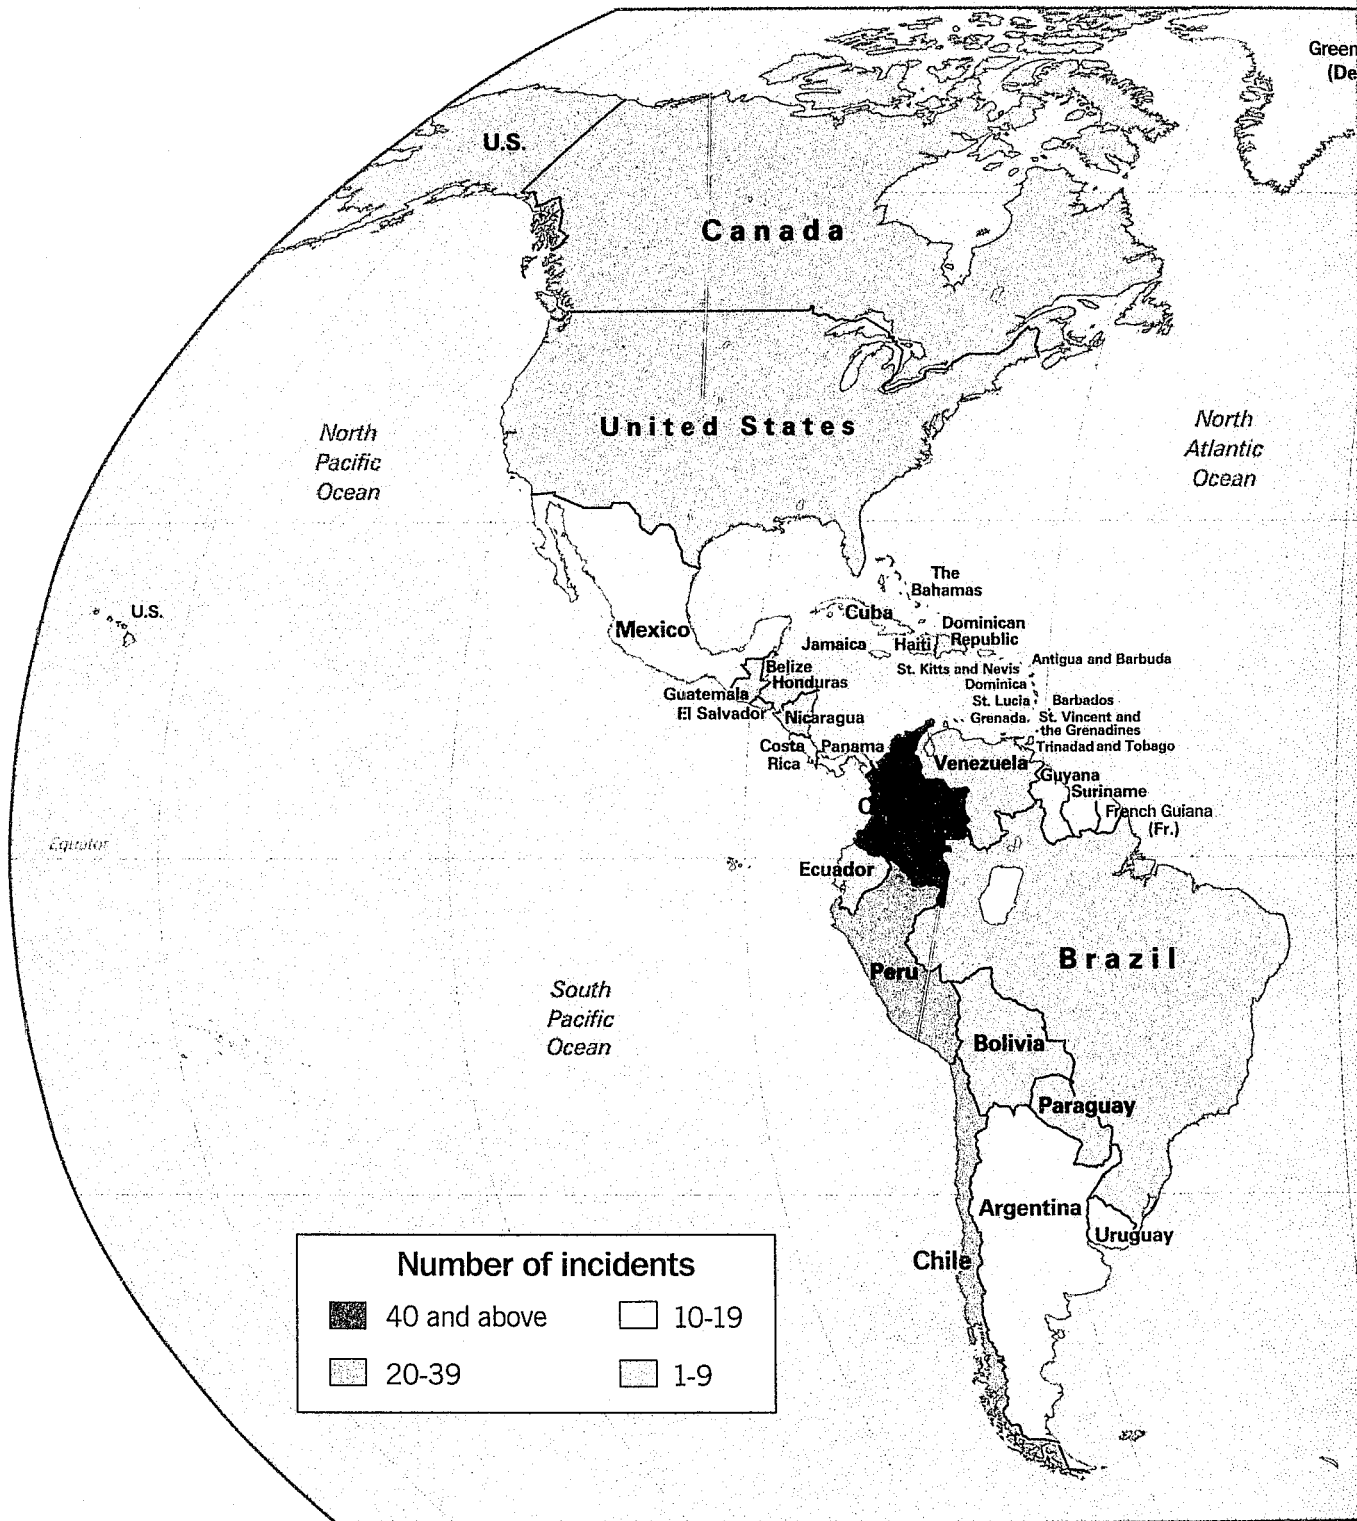 Green
(De
U.S.
Canada
United States
North
Pacific
Ocean
North
Atlantic
Ocean
U.S.
The
Bahamas
Cuba
Mexico
Dominican
Republic
Jamaica
Haiti
Antigua and Barbuda
Belize
St. Kitts and Nevis
Honduras
Dominica
Guatemala
St. Lucia
Barbados
El Salvador
Nicaragua
Grenada
St. Vincent and
the Grenadines
Costa
Rica
Panama
Trinidad and Tobago
Venezuela
Guyana
Suriname
French Guiana
(Fr.)
C
Equator
Ecuador
Brazil
Peru
South
Pacific
Ocean
Bolivia
Paraguay
Argentina
Uruguay
Chile
Number of incidents
40 and above
10-19
20-39
1-9